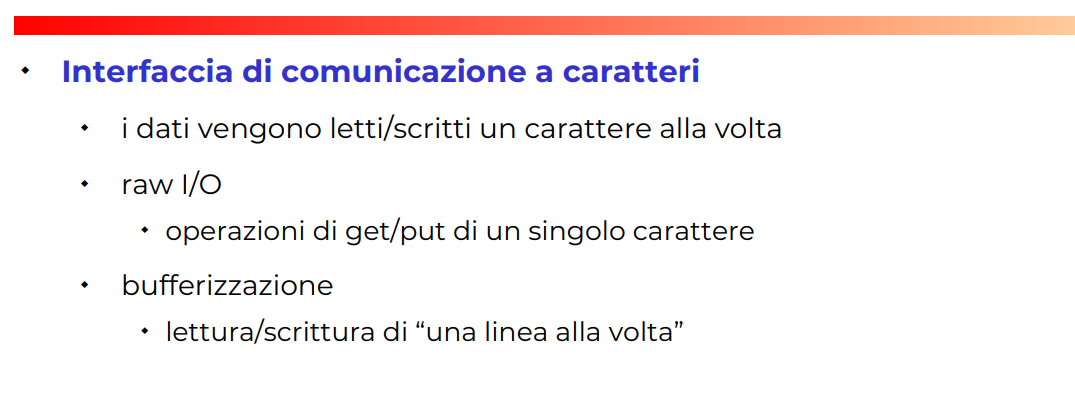 Interfaccia di comunicazione a caratteri
i dati vengono letti/scritti un carattere alla volta
raw I/O
operazioni di get/put di un singolo carattere
bufferizzazione
lettura/scrittura di “una linea alla volta”